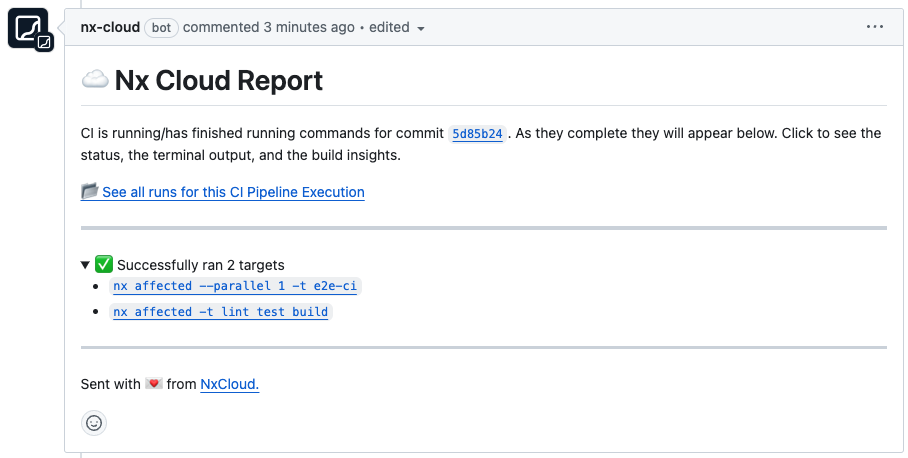 nx-cloud bot commented 3 minutes ago • edited
Nx Cloud Report
CI is running/has finished running commands for commit 5d85b24. As they complete they will appear below. Click to see the
status, the terminal output, and the build insights.
See all runs for this CI Pipeline Execution
Successfully ran 2 targets
nx affected --parallel 1 -t e2e-ci
nx affected -t lint test build
Sent with 💌 from NxCloud.